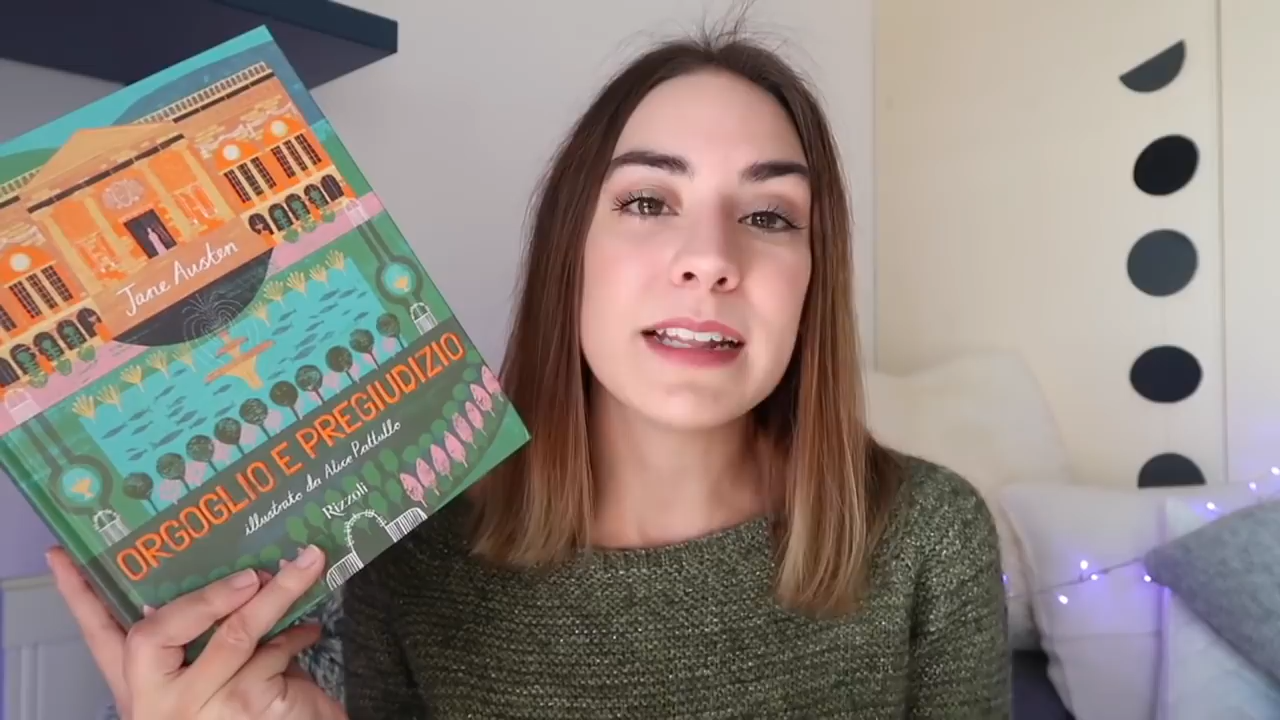 Jane Austen
ORGOGLIO E PREGIUDIZIO
illustrato da Alice Pattullo
Rizzoli